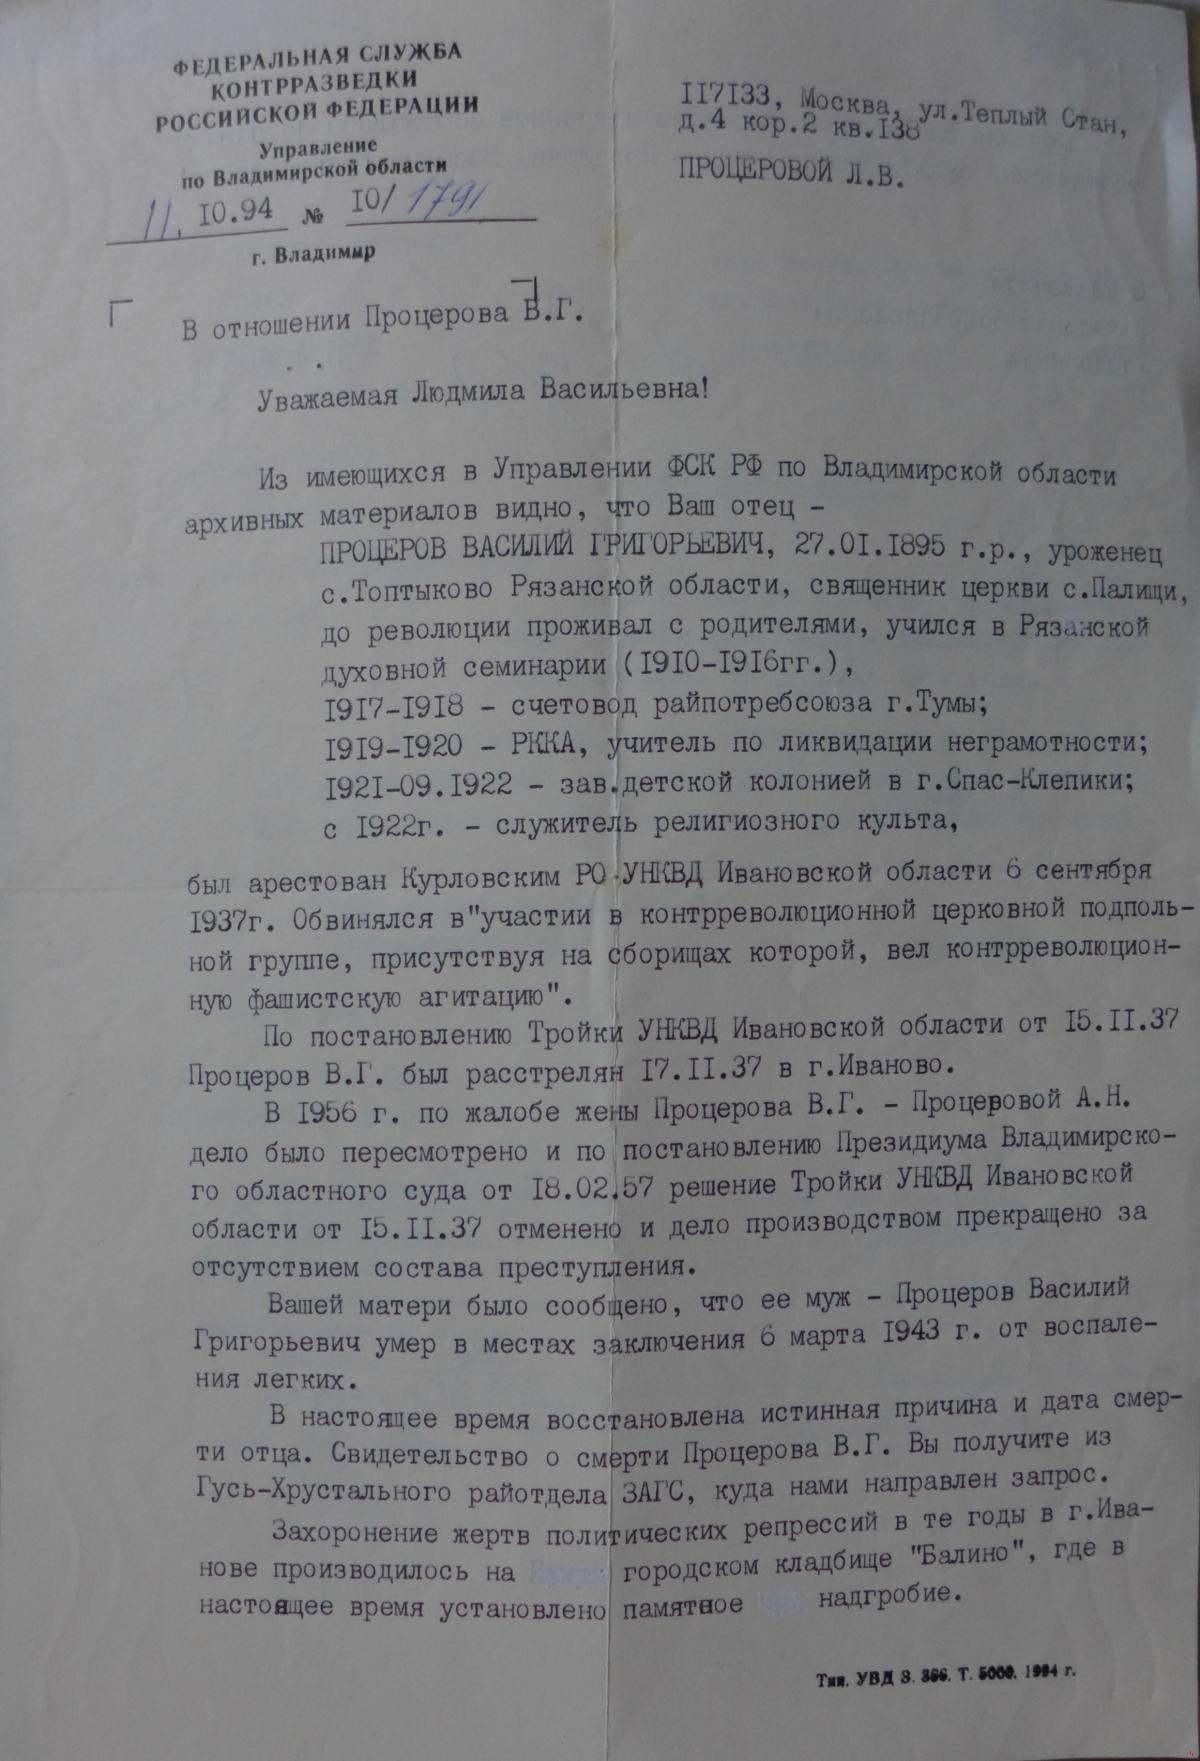 ФЕДЕРАЛЬНАЯ СЛУЖБА
КОНТРРАЗВЕДКИ
РОССИЙСКОЙ ФЕДЕРАЦИИ
Управление
по Владимирской области
11. 10.94 № 10/1791
г. Владимир
117133, Москва, ул.Теплый Стан,
д.4 кор.2 кв.138
ПРОЦЕРОВОЙ Л.В.
В отношении Процерова В.Г.
Уважаемая Людмила Васильевна!
Из имеющихся в Управлении ФСК РФ по Владимирской области
архивных материалов видно, что Ваш отец -
ПРОЦЕРОВ ВАСИЛИЙ ГРИГОРЬЕВИЧ, 27.01.1895 г.р., уроженец
с.Топтыково Рязанской области, священник церкви с.Палищи,
до революции проживал с родителями, учился в Рязанской
духовной семинарии (1910-1916гг.),
1917-1918 - счетовод райпотребсоюза г.Тумы;
1919-1920 - РККА, учитель по ликвидации неграмотности;
1921-09.1922 - зав.детской колонией в г.Спас-Клепики;
с 1922г. - служитель религиозного культа,
был арестован Курловским РО УНКВД Ивановской области 6 сентября
1937г. Обвинялся в"участии в контрреволюционной церковной подполь-
ной группе, присутствуя на сборищах которой, вел контрреволюцион-
ную фашистскую агитацию".
По постановлению Тройки УНКВД Ивановской области от 15.11.37
Процеров В.Г. был расстрелян 17.11.37 в г.Иваново.
В 1956 г. по жалобе жены Процерова В.Г. - Процеровой А.Н.
дело было пересмотрено и по постановлению Президиума Владимирско-
го областного суда от 18.02.57 решение Тройки УНКВД Ивановской
области от 15.11.37 отменено и дело производством прекращено за
отсутствием состава преступления.
Вашей матери было сообщено, что ее муж - Процеров Василий
Григорьевич умер в местах заключения 6 марта 1943 г. от воспале-
ния легких.
В настоящее время восстановлена истинная причина и дата смер-
ти отца. Свидетельство о смерти Процерова В.Г. Вы получите из
Гусь-Хрустального райотдела ЗАГС, куда нами направлен запрос.
Захоронение жертв политических репрессий в те годы в г.Ива-
нове производилось на городском кладбище "Балино", где в
настоящее время установлено памятное надгробие.
Тип. УВД З. 366. Т. 5000. 1994 г.